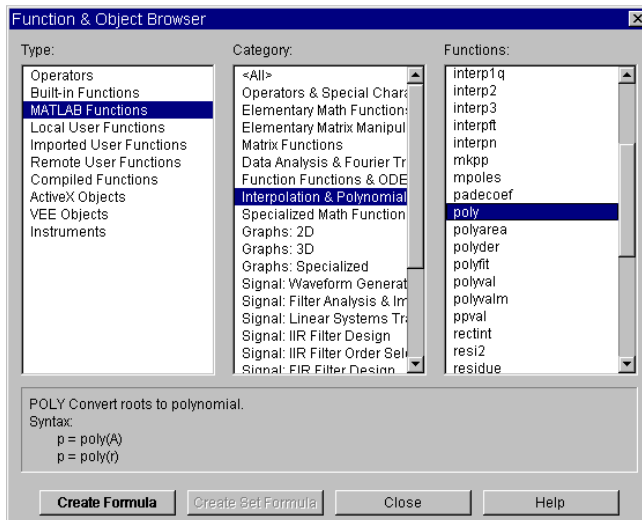 Function & Object Browser
Type:
Operators
Built-in Functions
MATLAB Functions
Local User Functions
Imported User Functions
Remote User Functions
Compiled Functions
ActiveX Objects
VEE Objects
Instruments
Category:
<All>
Operators & Special Chara
Elementary Math Function
Elementary Matrix Manipul
Matrix Functions
Data Analysis & Fourier Tr
Function Functions & ODE
Interpolation & Polynomial
Specialized Math Function
Graphs: 2D
Graphs: 3D
Graphs: Specialized
Signal: Waveform Generat
Signal: Filter Analysis & Im
Signal: Linear Systems Tra
Signal: IIR Filter Design
Signal: IIR Filter Order Sele
Signal: FIR Filter Design
Functions:
interp1q
interp2
interp3
interpft
interpn
mkpp
mpoles
padecoef
poly
polyarea
polyder
polyfit
polyval
polyvalm
ppval
rectint
resi2
residue
POLY Convert roots to polynomial.
Syntax:
p = poly(A)
p = poly(r)
Create Formula
Create Set Formula
Close
Help